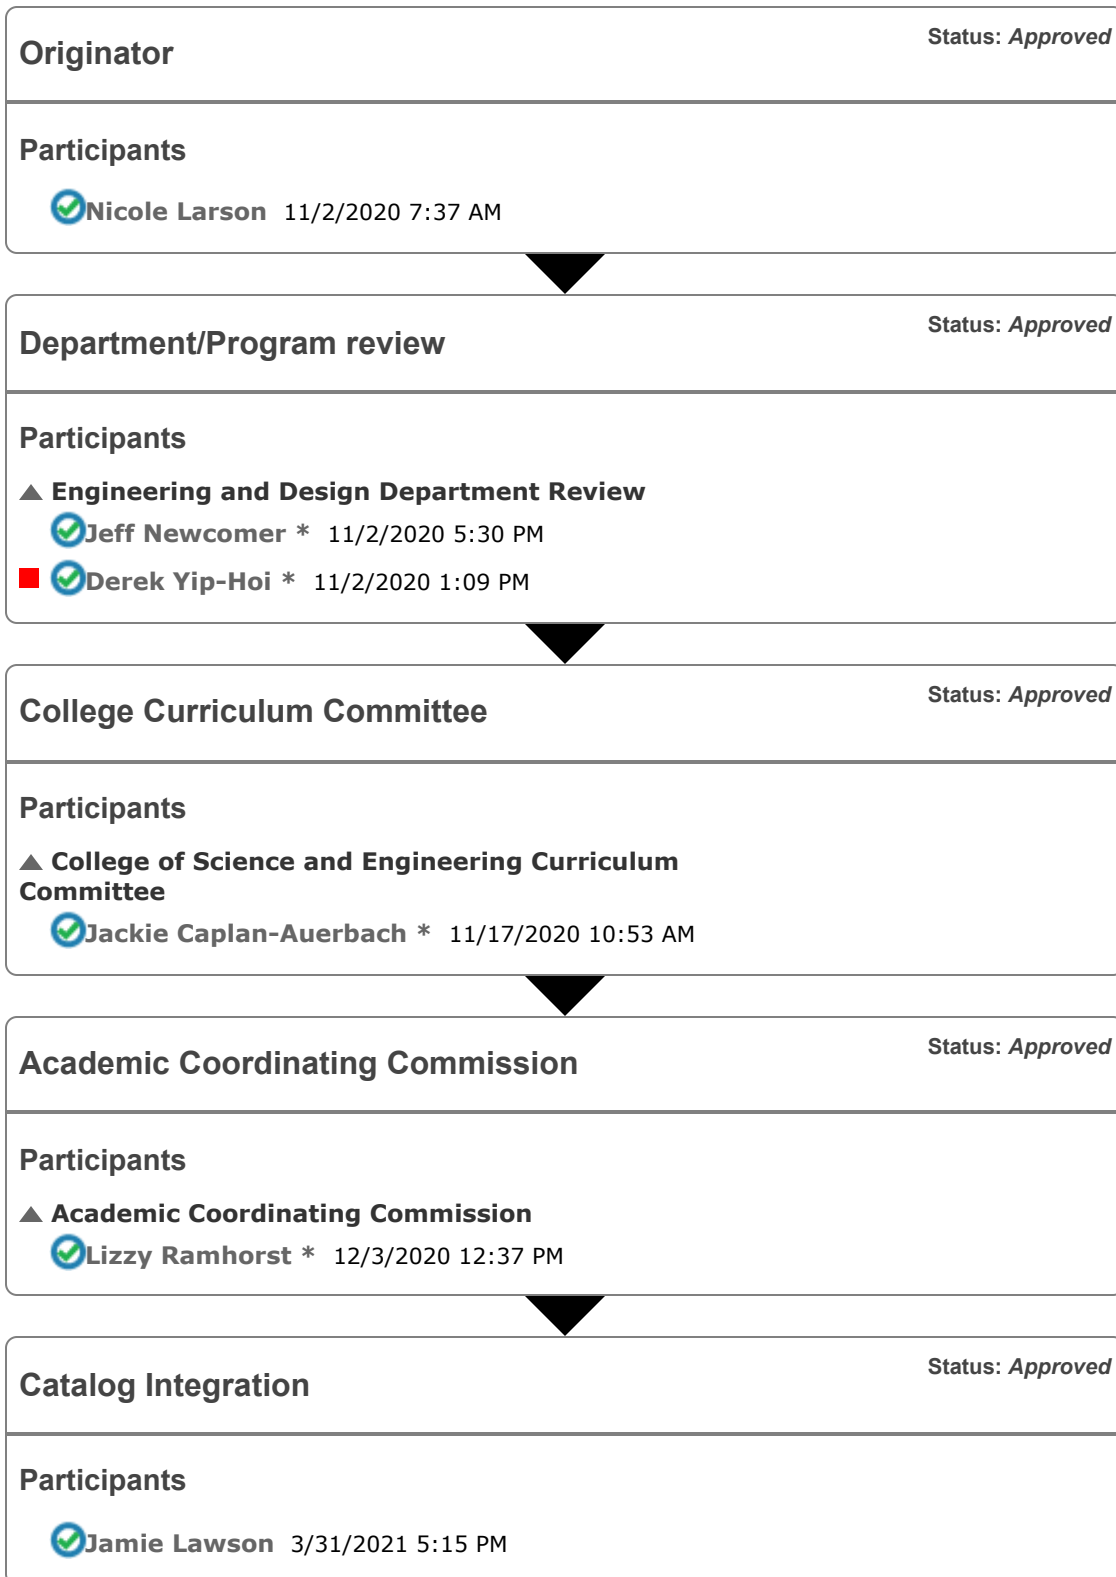 Originator
Status: Approved
Participants
Nicole Larson 11/2/2020 7:37 AM
Department/Program review
Status: Approved
Participants
Engineering and Design Department Review
Jeff Newcomer * 11/2/2020 5:30 PM
Derek Yip-Hoi * 11/2/2020 1:09 PM
College Curriculum Committee
Status: Approved
Participants
College of Science and Engineering Curriculum
Committee
Jackie Caplan-Auerbach * 11/17/2020 10:53 AM
Academic Coordinating Commission
Status: Approved
Participants
Academic Coordinating Commission
Lizzy Ramhorst * 12/3/2020 12:37 PM
Catalog Integration
Status: Approved
Participants
Jamie Lawson 3/31/2021 5:15 PM